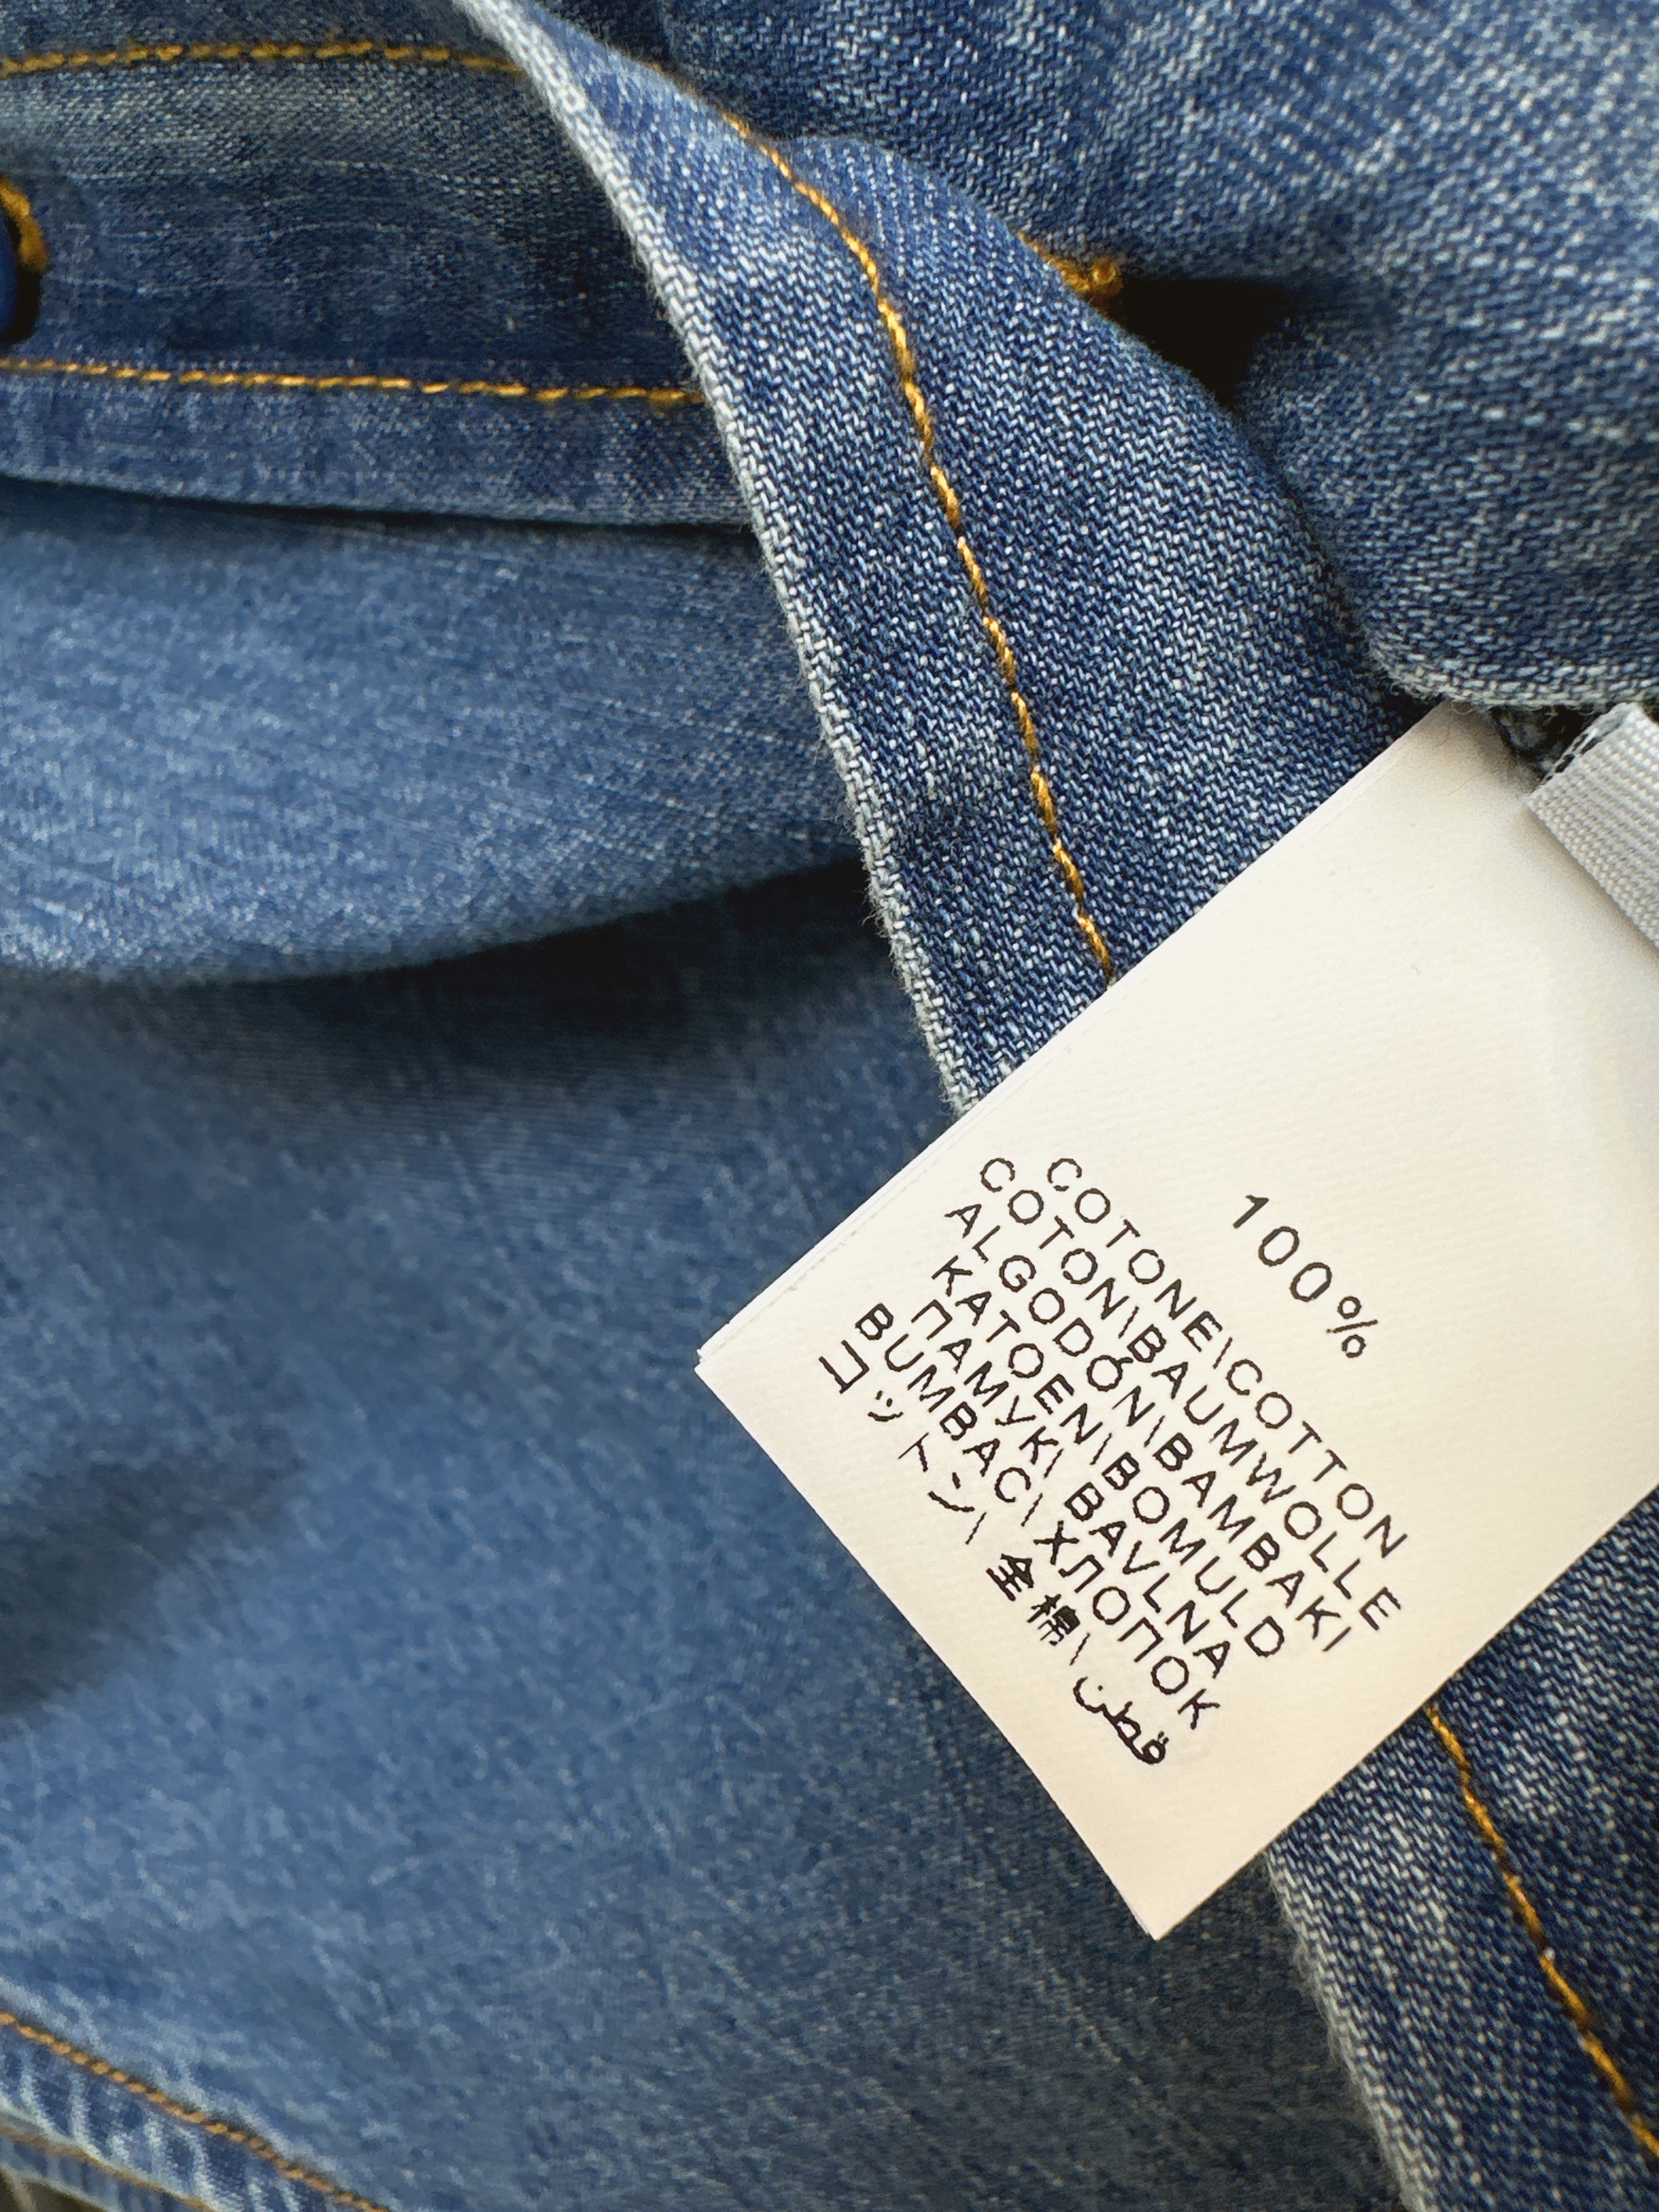 100%
COTONE\COTTON
COTON\BAUMWOLLE
ALGODÓN\BAMBAKI
KATOEN\BOMULD
ПАМУК\ BAVLNA
BUMBAC\ ХЛОПОК
コットン\ 全棉\ قطن